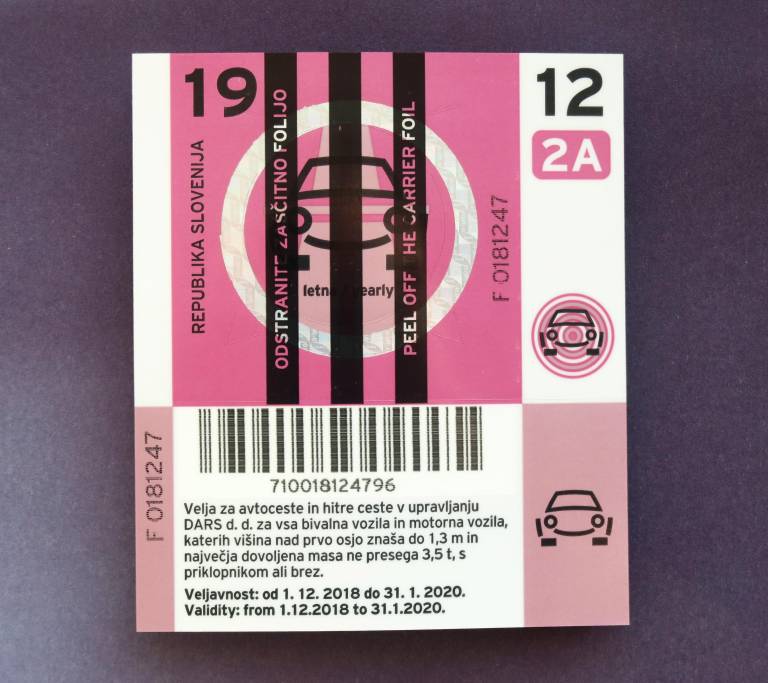 19
12
2A
REPUBLIKA SLOVENIJA
ODSTRANITE ZAŠČITNO FOLIJO
PEEL OFF HE CARRIER FOIL
F 0181247
letna / yearly
F 0181247
710018124796
Velja za avtoceste in hitre ceste v upravljanju
DARS d. d. za vsa bivalna vozila in motorna vozila,
katerih višina nad prvo osjo znaša do 1,3 m in
največja dovoljena masa ne presega 3,5 t, s
priklopnikom ali brez.
Veljavnost: od 1. 12. 2018 do 31. 1. 2020.
Validity: from 1.12.2018 to 31.1.2020.